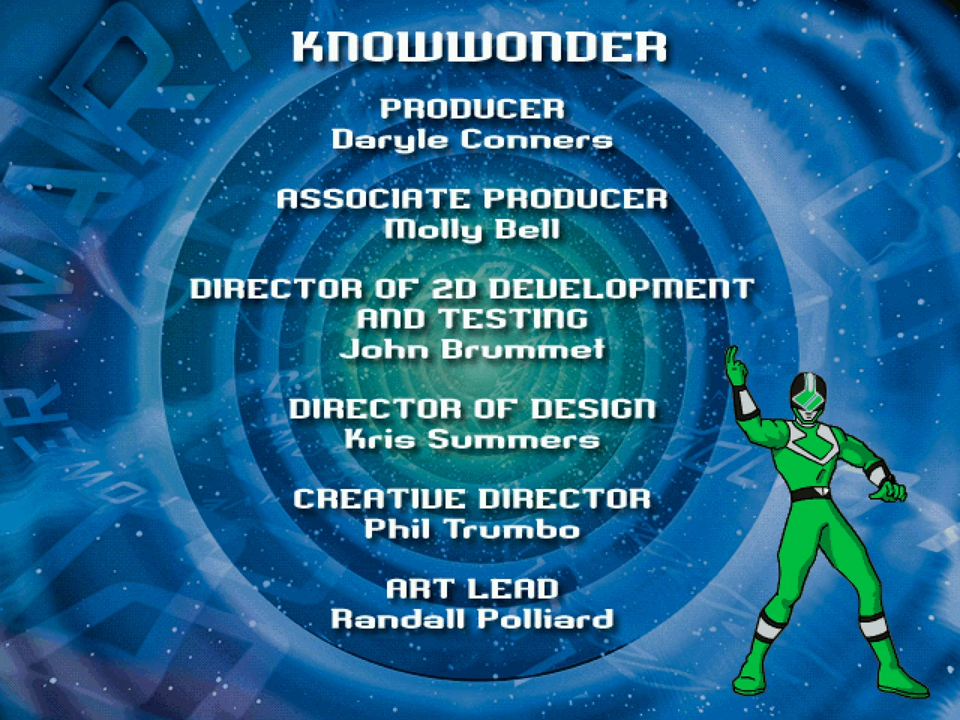 KNOWWONDER
PRODUCER
Daryle Conners
ASSOCIATE PRODUCER
Molly Bell
DIRECTOR OF 2D DEVELOPMENT
AND TESTING
John Brummet
DIRECTOR OF DESIGN
Kris Summers
CREATIVE DIRECTOR
Phil Trumbo
ART LEAD
Randall Polliard